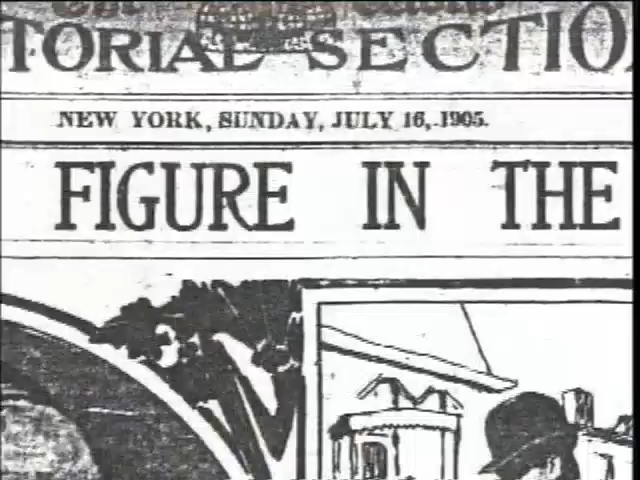 TORIAL SECTIO
NEW YORK, SUNDAY, JULY 16, 1905.
FIGURE IN THE